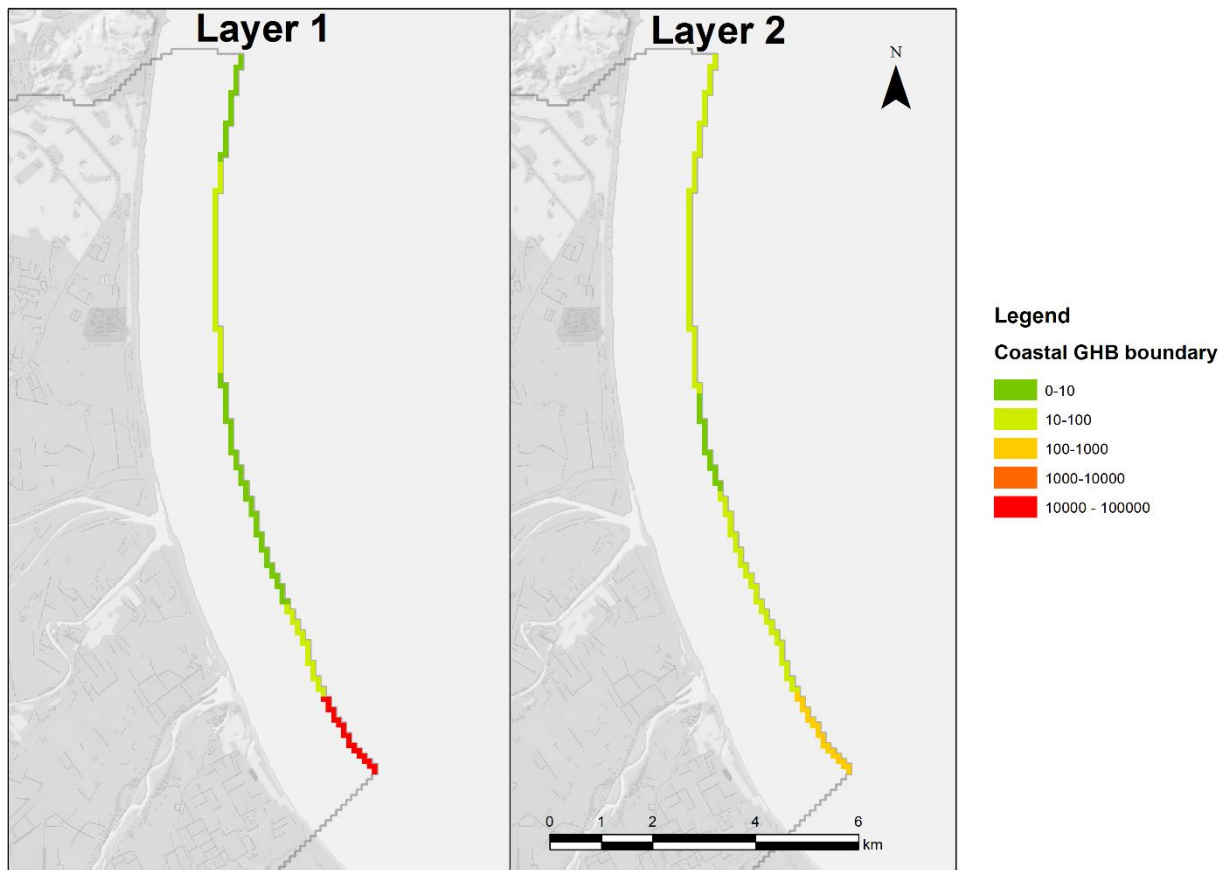 Layer 1
Layer 2
N
Legend
Coastal GHB boundary
0-10
10-100
100-1000
1000-10000
10000 - 100000
0 1 2 4 6
km